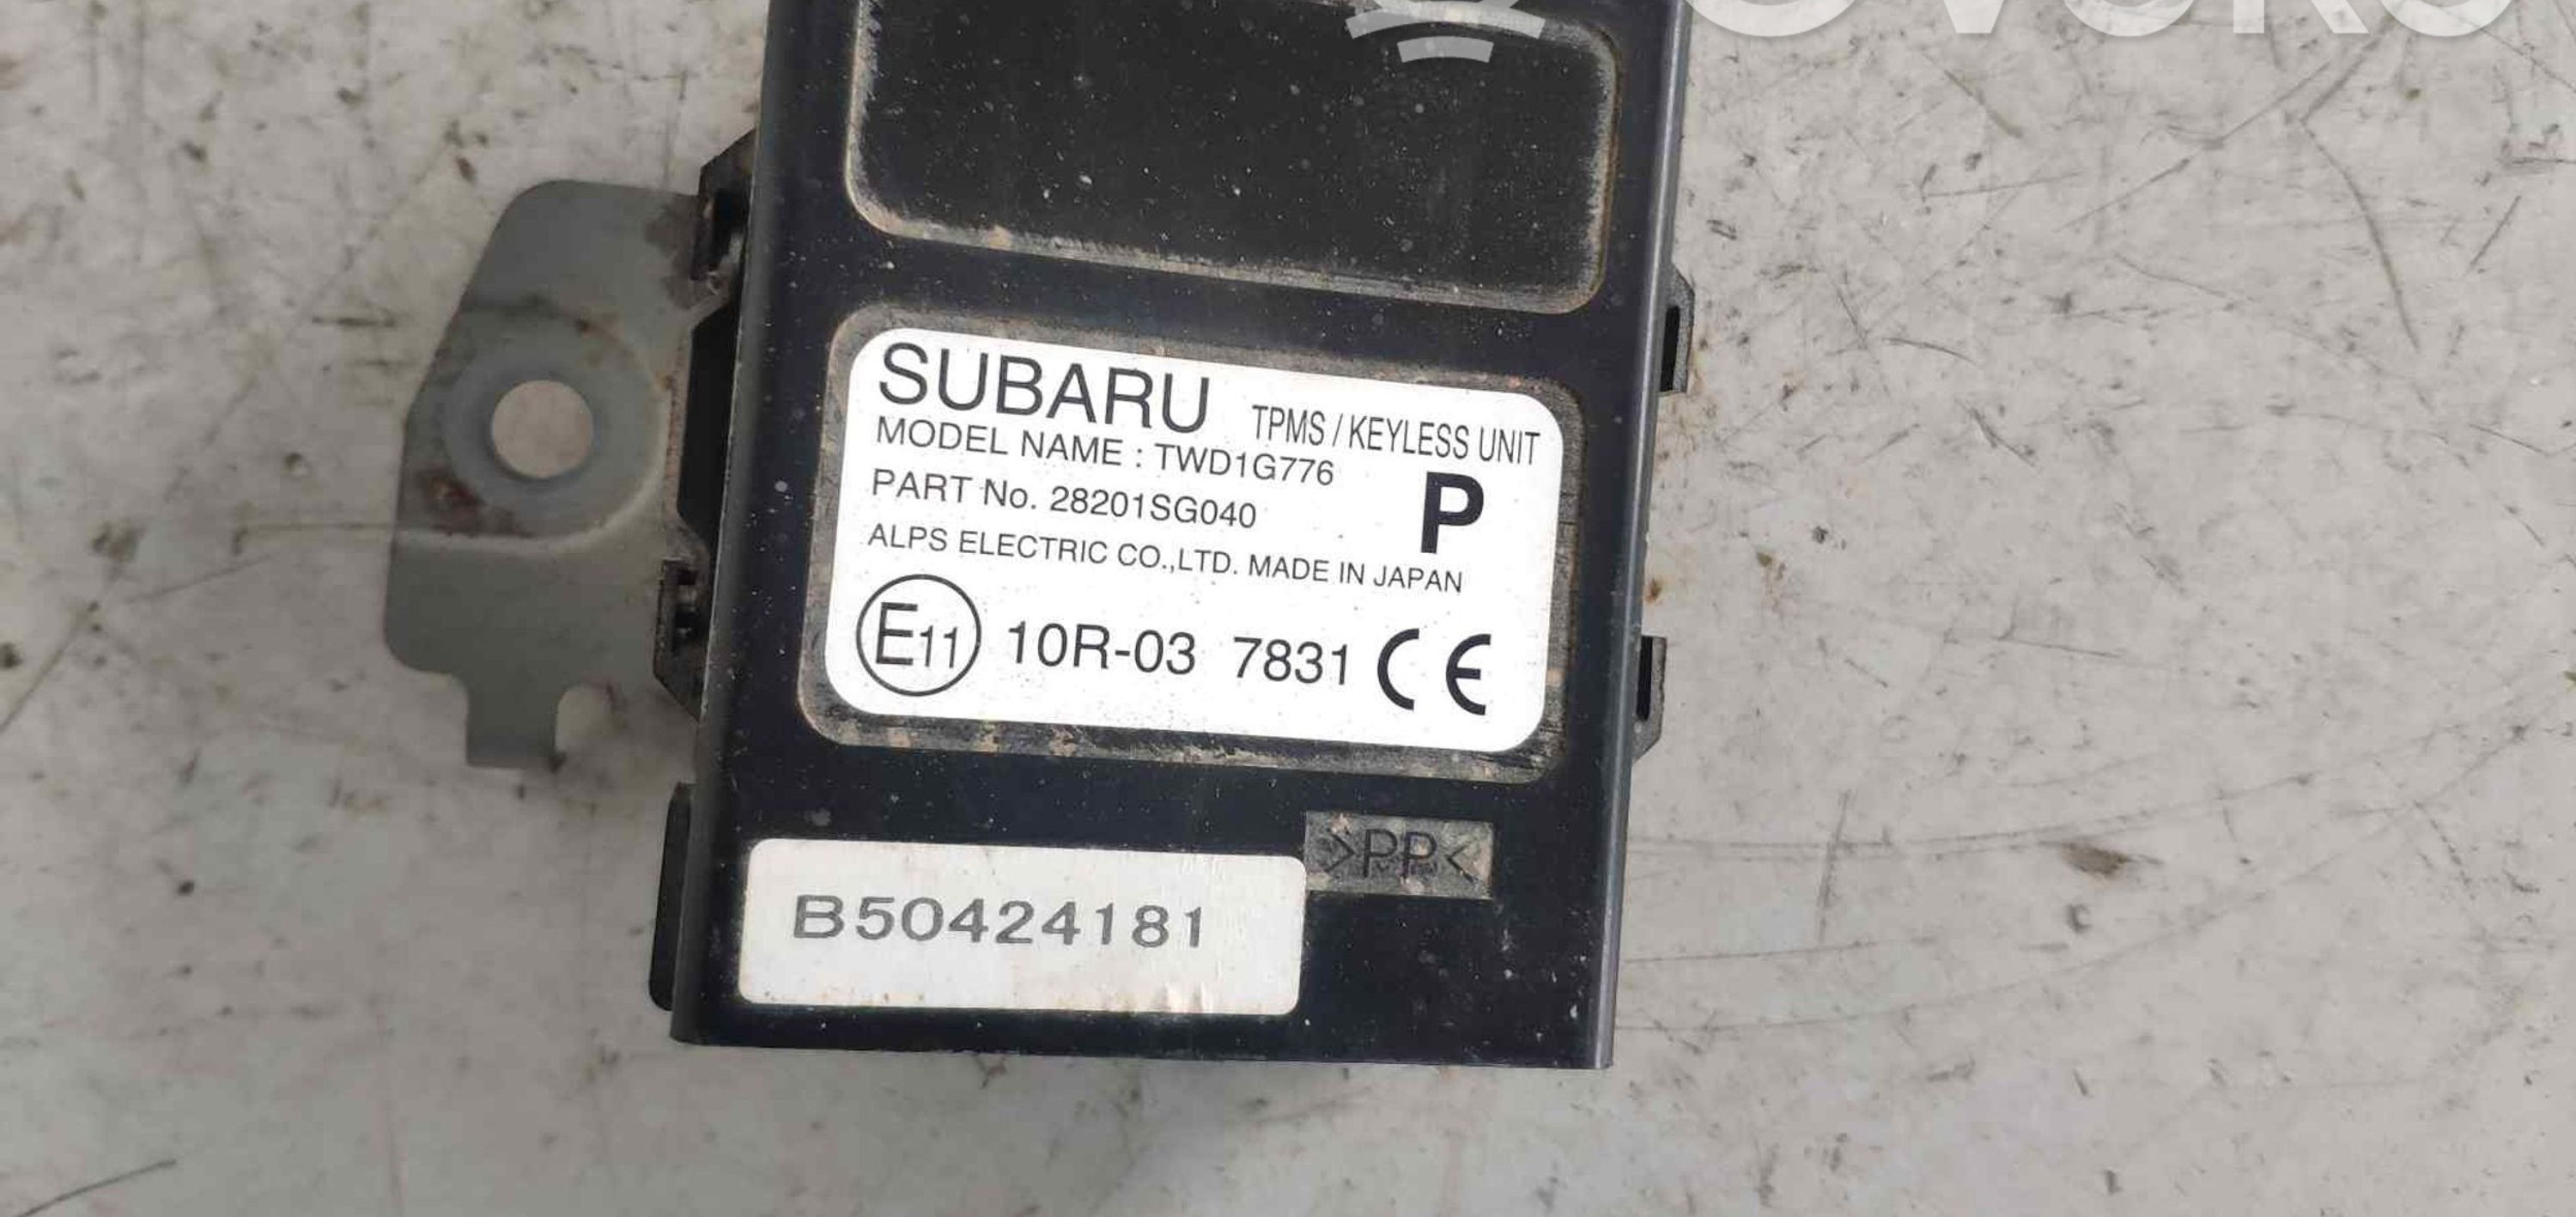 SUBARU TPMS / KEYLESS UNIT
MODEL NAME : TWD1G776
PART No. 28201SG040 P
ALPS ELECTRIC CO.,LTD. MADE IN JAPAN
E11 10R-03 7831 CE
>PP<
B50424181